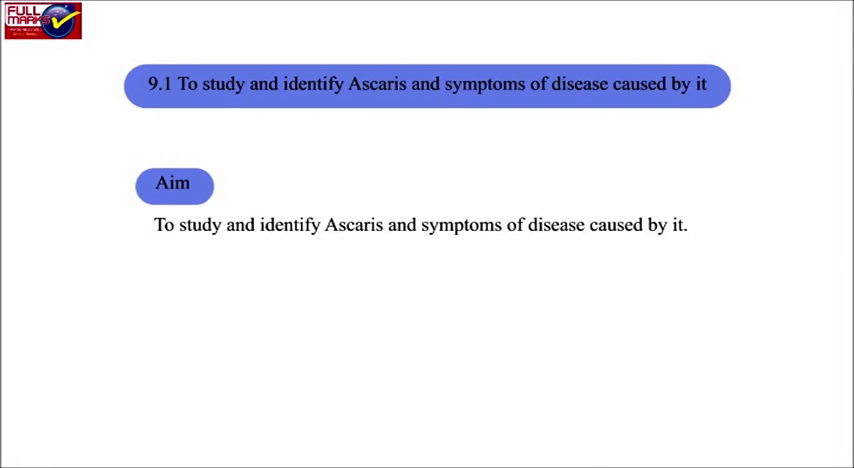 FULL
MARKS
9.1 To study and identify Ascaris and symptoms of disease caused by it
Aim
To study and identify Ascaris and symptoms of disease caused by it.